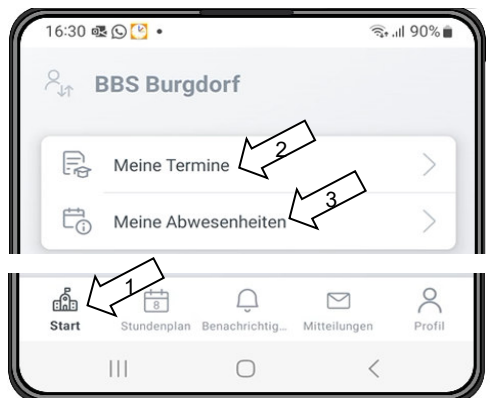 16:30 90%
BBS Burgdorf
Meine Termine
2
Meine Abwesenheiten
3
1
8
Start Stundenplan Benachrichtig... Mitteilungen Profil